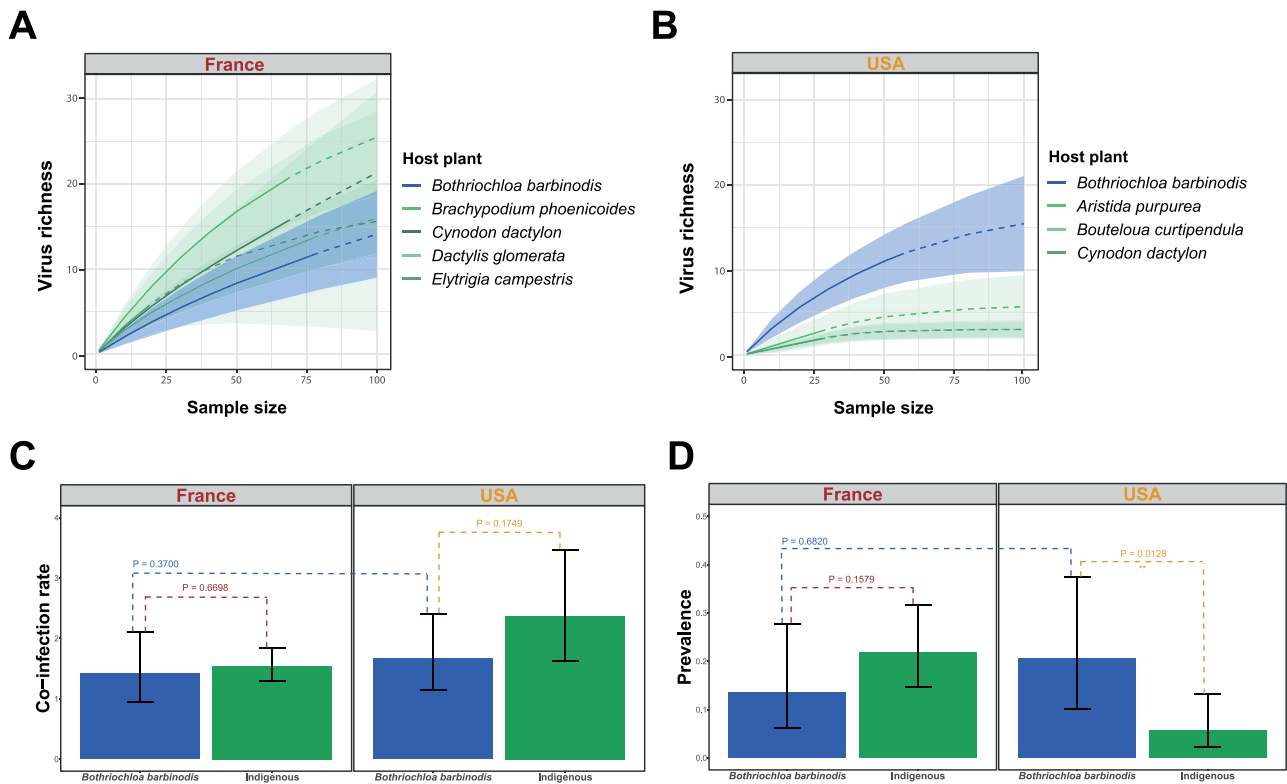 A
France
Virus richness
30
20
10
0
0
25
50
75
100
Sample size
Host plant
Bothriochloa barbinodis
Brachypodium phoenicoides
Cynodon dactylon
Dactylis glomerata
Elytrigia campestris
B
USA
Virus richness
30
20
10
0
0
25
50
75
100
Sample size
Host plant
Bothriochloa barbinodis
Aristida purpurea
Bouteloua curtipendula
Cynodon dactylon
C
France
USA
Co-infection rate
4
3
2
1
0
P = 0.3700
P = 0.6698
P = 0.1749
Bothriochloa barbinodis
Indigenous
Bothriochloa barbinodis
Indigenous
D
France
USA
Prevalence
0.5
0.4
0.3
0.2
0.1
0.0
P = 0.6820
P = 0.1579
P = 0.0128
**
Bothriochloa barbinodis
Indigenous
Bothriochloa barbinodis
Indigenous